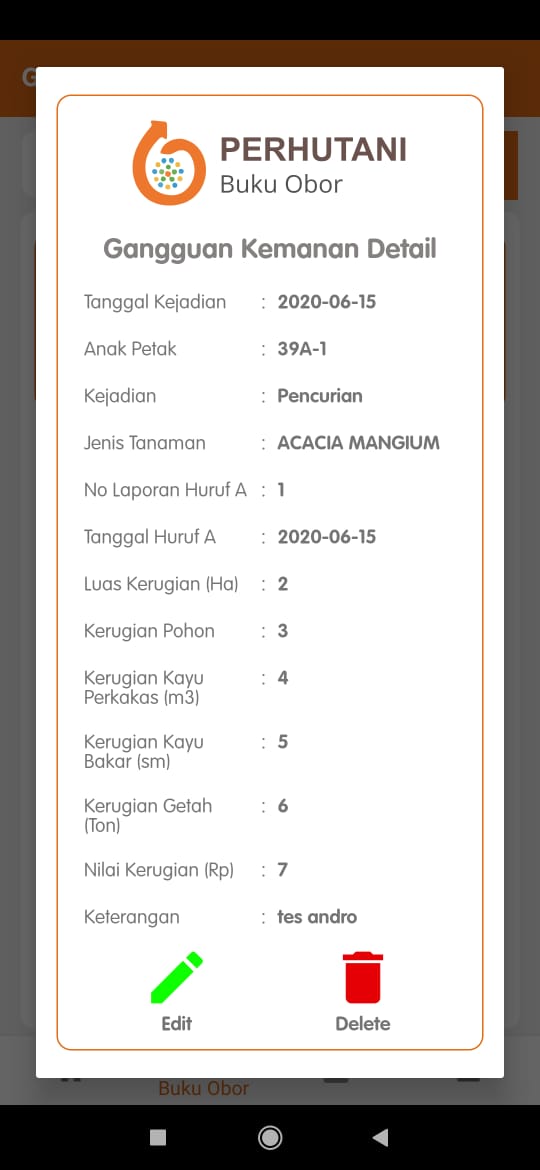 G
PERHUTANI
Buku Obor
Gangguan Kemanan Detail
Tanggal Kejadian : 2020-06-15
Anak Petak : 39A-1
Kejadian : Pencurian
Jenis Tanaman : ACACIA MANGIUM
No Laporan Huruf A : 1
Tanggal Huruf A : 2020-06-15
Luas Kerugian (Ha) : 2
Kerugian Pohon : 3
Kerugian Kayu : 4
Perkakas (m3)
Kerugian Kayu : 5
Bakar (sm)
Kerugian Getah : 6
(Ton)
Nilai Kerugian (Rp) : 7
Keterangan : tes andro
Edit Delete
Buku Obor